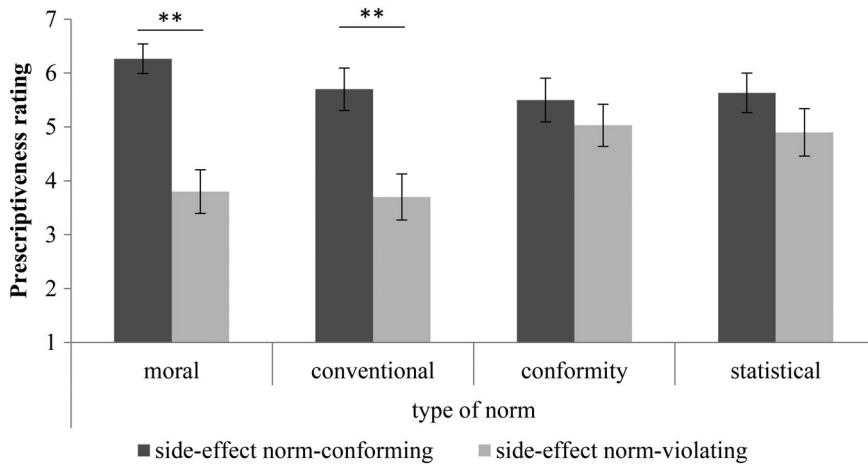 Prescriptiveness rating
7
6
5
4
3
2
1
** **
moral conventional conformity statistical
type of norm
side-effect norm-conforming side-effect norm-violating